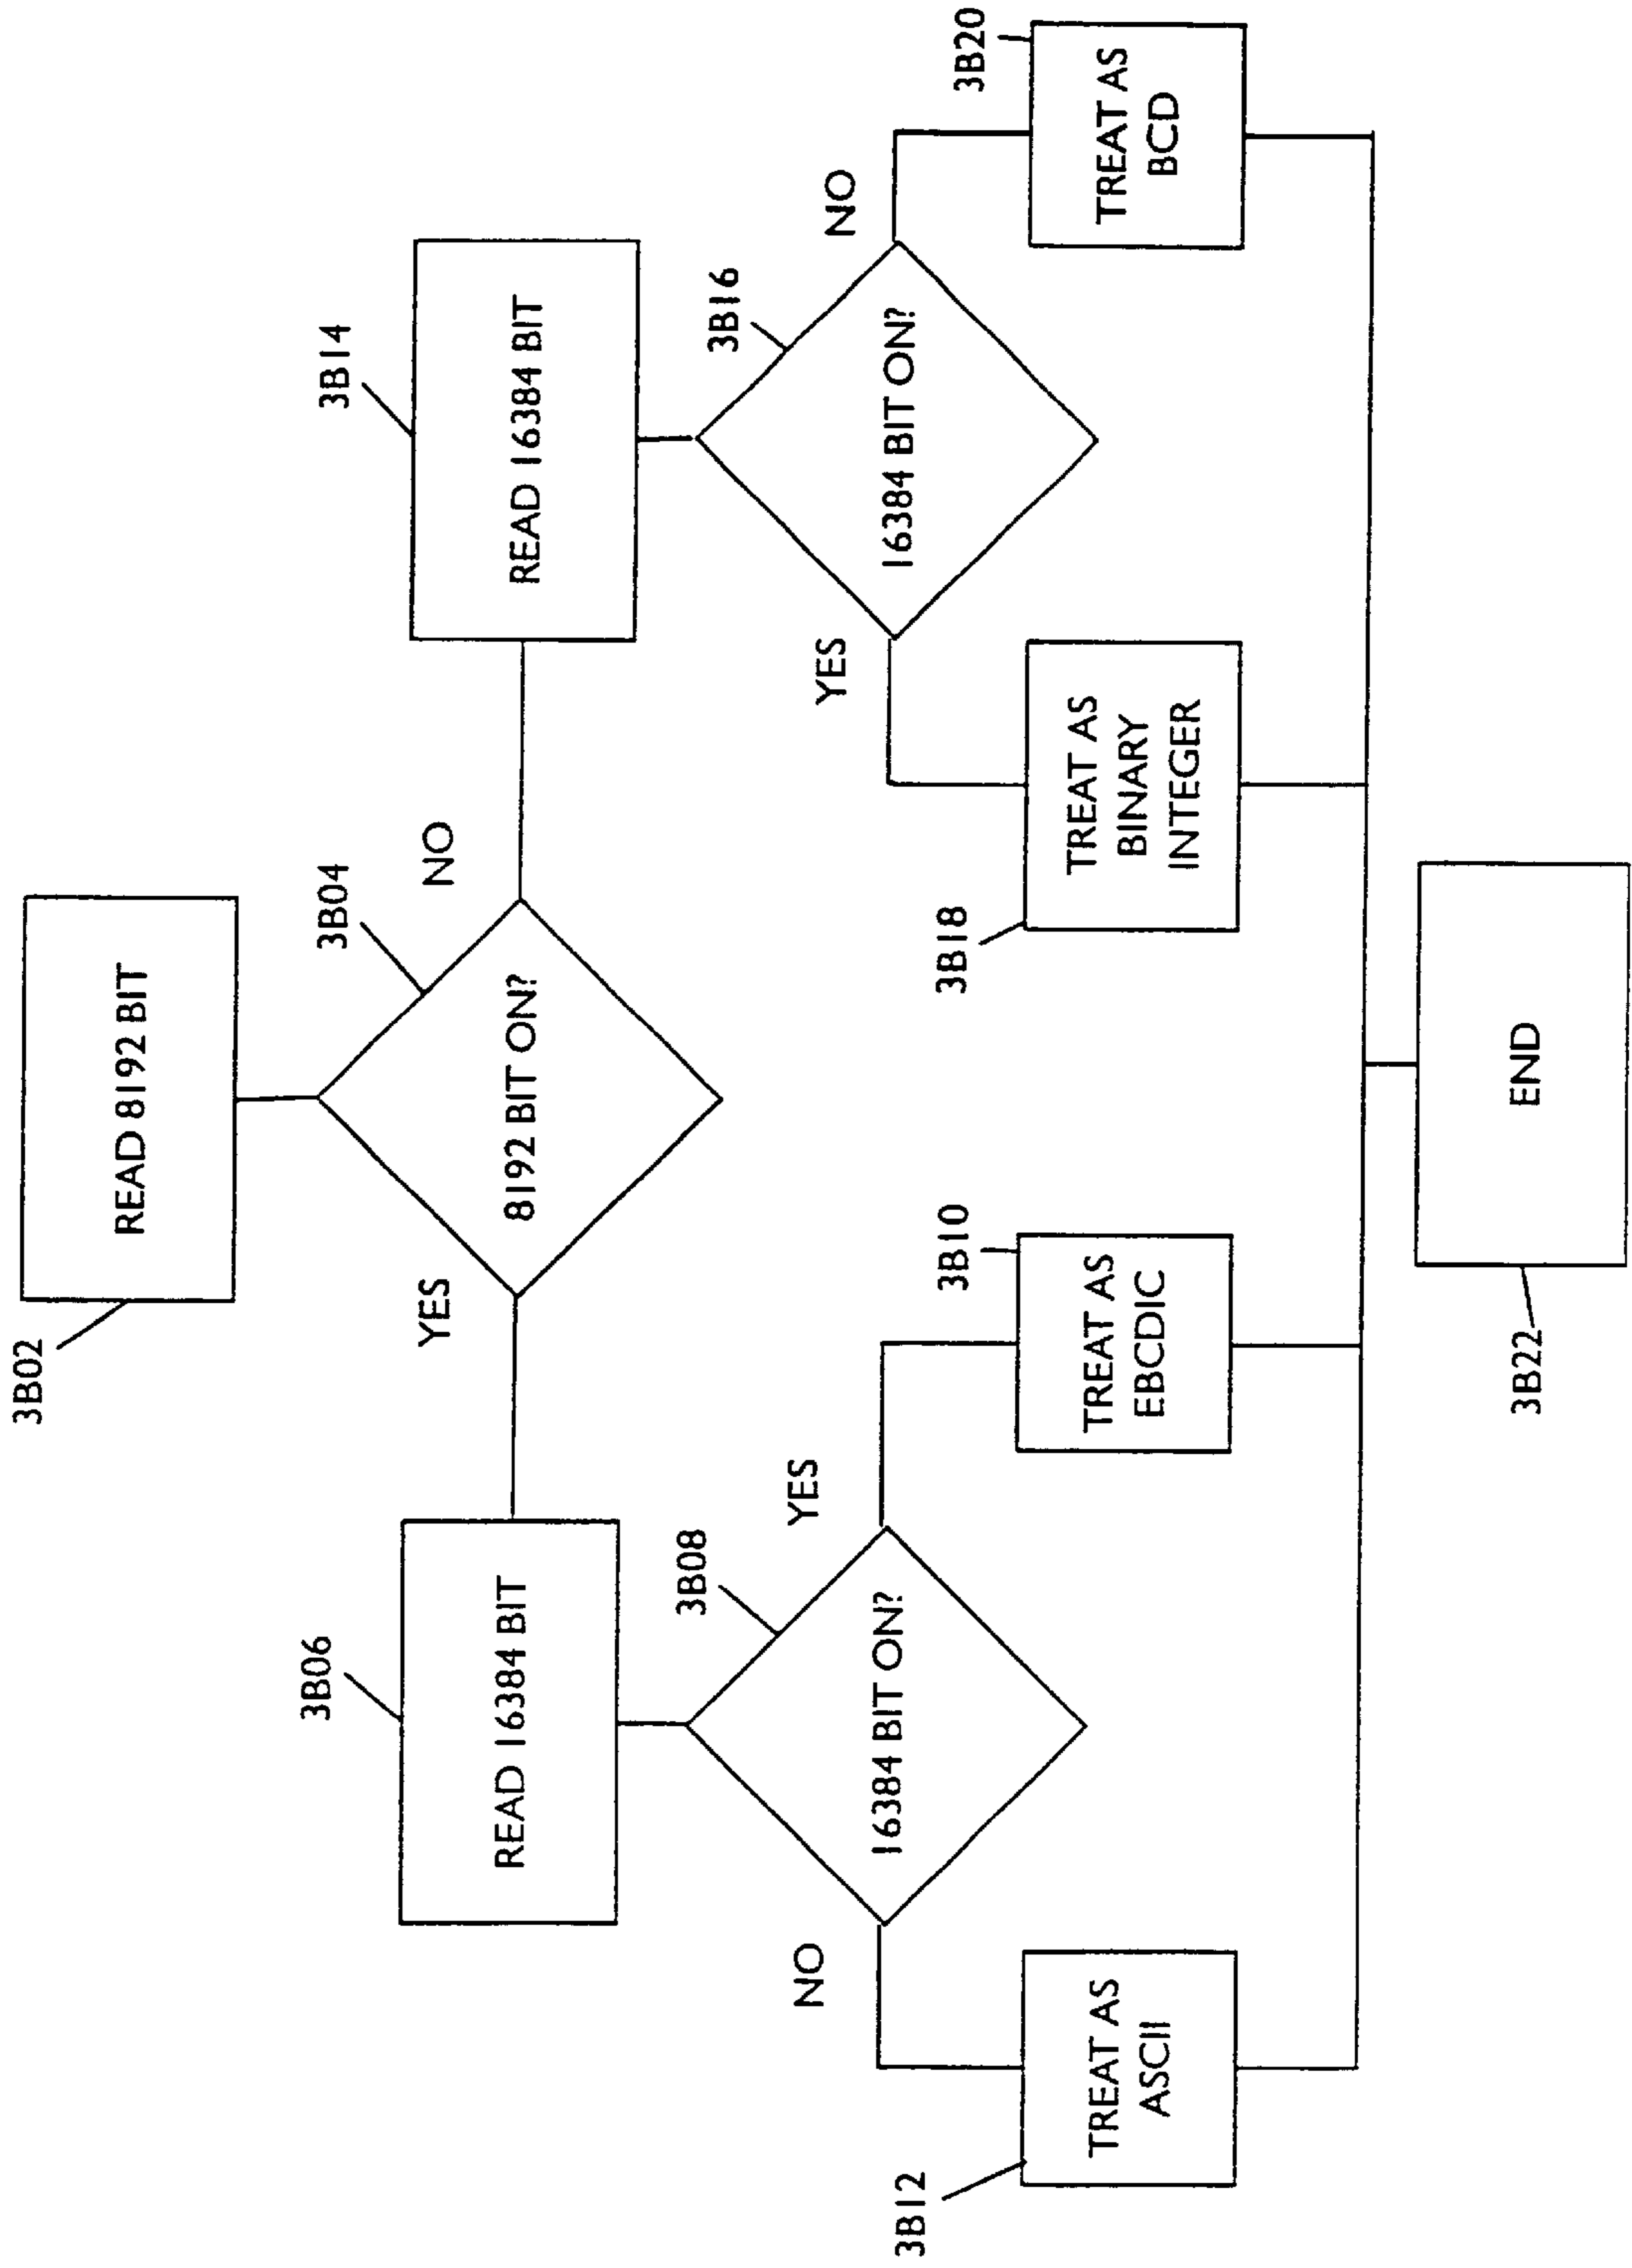 3B02
READ 8192 BIT
3B04
8192 BIT ON?
YES
NO
3B06
READ 16384 BIT
3B14
READ 16384 BIT
3B08
16384 BIT ON?
NO
YES
3B16
16384 BIT ON?
YES
NO
3B12
TREAT AS
ASCII
3B10
TREAT AS
EBCDIC
3B18
TREAT AS
BINARY
INTEGER
3B20
TREAT AS
BCD
3B22
END